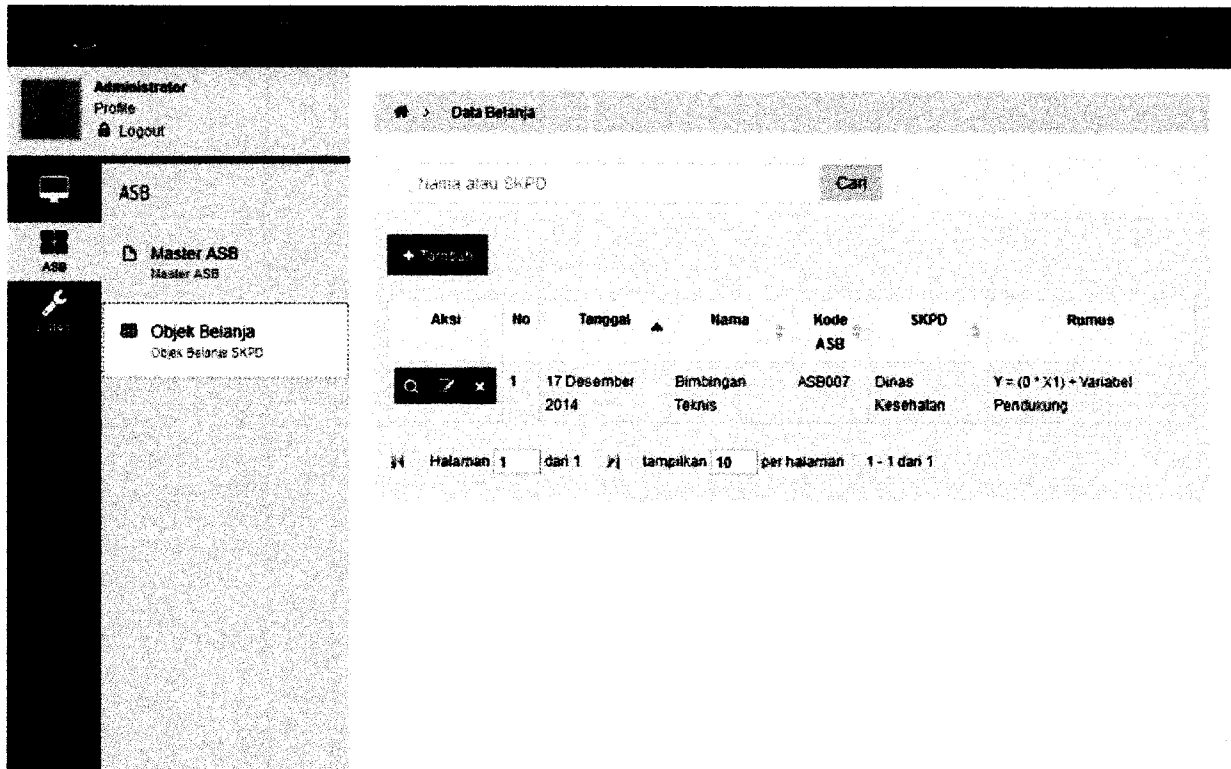 Administrator
Profile
Logout
ASB
ASB
Master ASB
Master ASB
Objek Belanja
Objek Belanja SKPD
> Data Belanja
Nama atau SKPD Cari
+ Tambah
Aksi No Tanggal Nama Kode ASB SKPD Rumus
1 17 Desember 2014 Bimbingan Teknis ASB007 Dinas Kesehatan Y = (0 * X1) + Variabel Pendukung
Halaman 1 dari 1 tampilkan 10 per halaman 1 - 1 dari 1